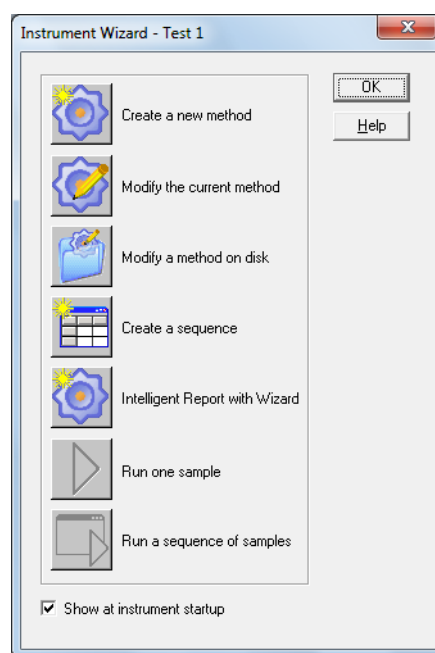 Instrument Wizard - Test 1
Create a new method
Modify the current method
Modify a method on disk
Create a sequence
Intelligent Report with Wizard
Run one sample
Run a sequence of samples
Show at instrument startup
OK
Help